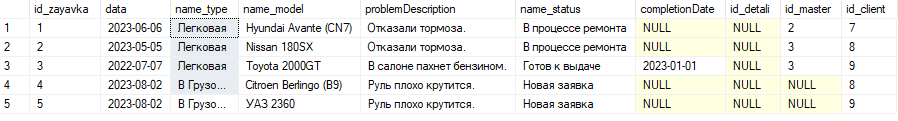 id_zayavka data name_type name_model problemDescription name_status completionDate id_detali id_master id_client
1 1 2023-06-06 Легковая Hyundai Avante (CN7) Отказали тормоза. В процессе ремонта NULL NULL 2 7
2 2 2023-05-05 Легковая Nissan 180SX Отказали тормоза. В процессе ремонта NULL NULL 3 8
3 3 2022-07-07 Легковая Toyota 2000GT В салоне пахнет бензином. Готов к выдаче 2023-01-01 NULL 3 9
4 4 2023-08-02 В Грузо... Citroen Berlingo (B9) Руль плохо крутится. Новая заявка NULL NULL NULL 8
5 5 2023-08-02 В Грузо... УАЗ 2360 Руль плохо крутится. Новая заявка NULL NULL NULL 9